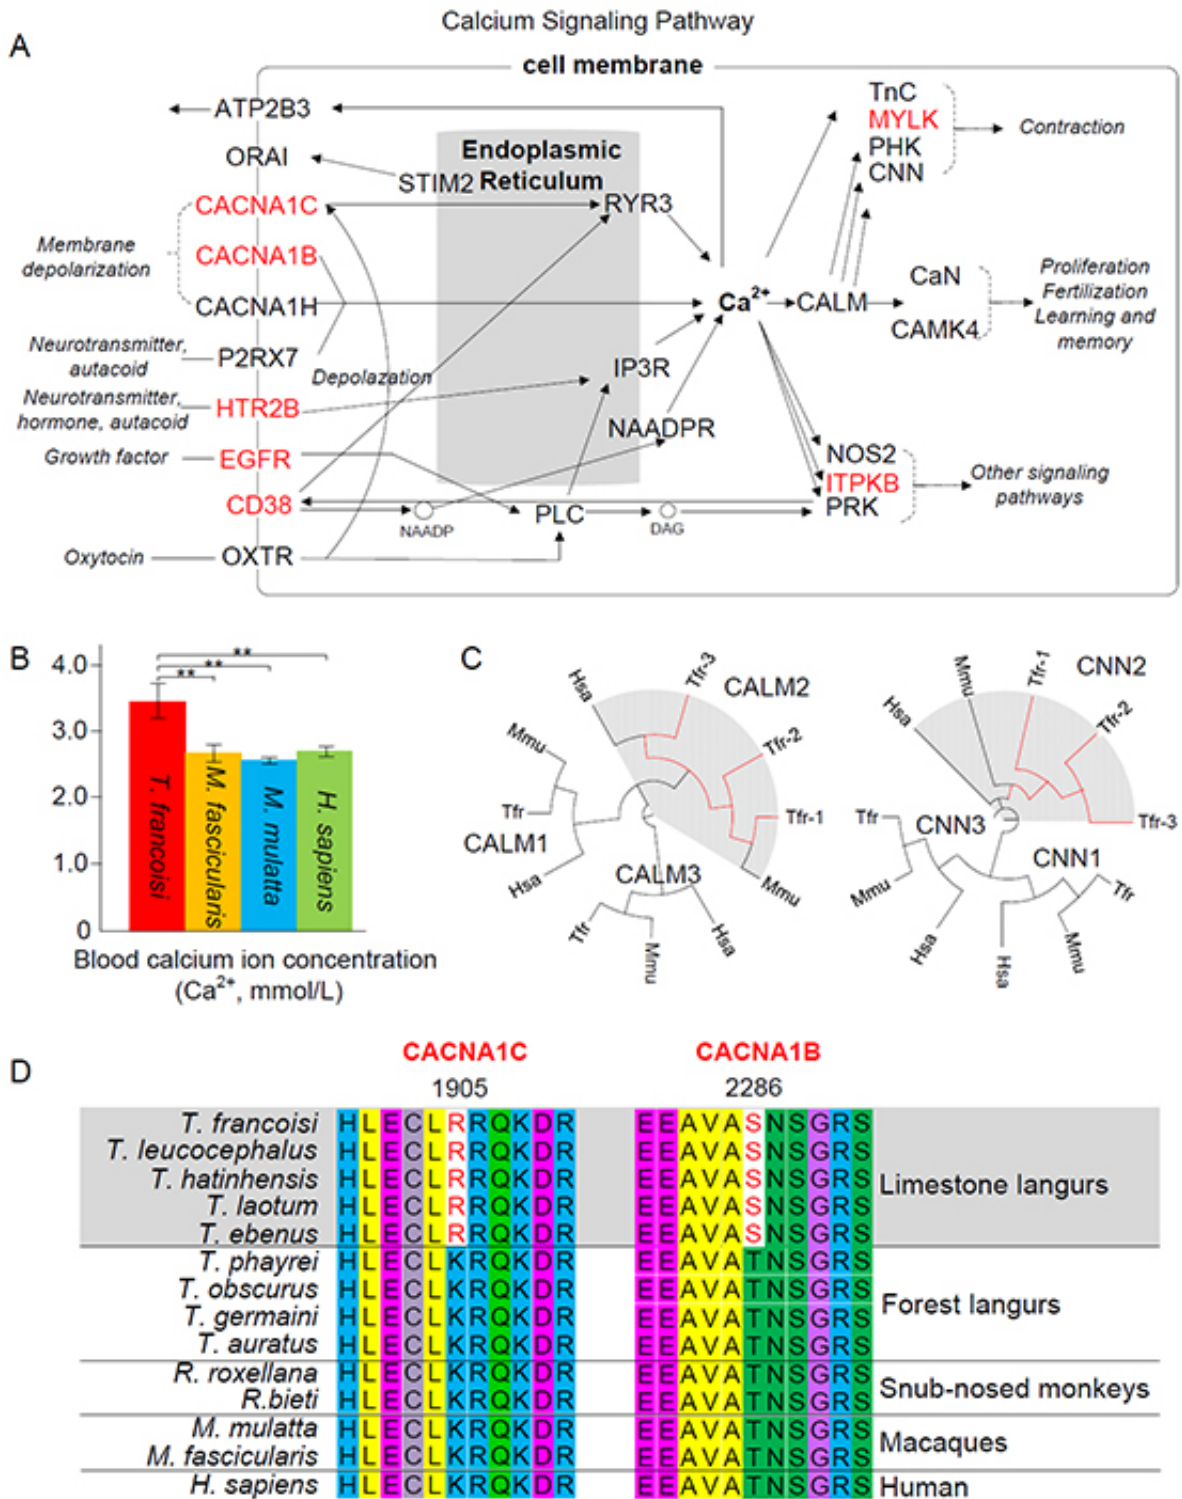 Calcium Signaling Pathway
A
cell membrane
ATP2B3
ORAI
CACNA1C
CACNA1B
CACNA1H
P2RX7
HTR2B
EGFR
CD38
OXTR
Membrane
depolarization
Neurotransmitter,
autacoid
Neurotransmitter,
hormone, autacoid
Growth factor
Oxytocin
Depolazation
Endoplasmic
Reticulum
STIM2
RYR3
IP3R
NAADPR
NAADP
PLC
DAG
Ca2+
CALM
TnC
MYLK
PHK
CNN
Contraction
CaN
CAMK4
Proliferation
Fertilization
Learning and
memory
NOS2
ITPKB
PRK
Other signaling
pathways
B
4.0
3.0
2.0
1.0
0
**
**
**
T. francoisi
M. fascicularis
M. mulatta
H. sapiens
Blood calcium ion concentration
(Ca2+, mmol/L)
C
CALM2
Hsa
Tfr-3
Tfr-2
Tfr-1
Mmu
CALM1
Mmu
Tfr
Hsa
CALM3
Tfr
Mmu
Hsa
CNN2
Hsa
Mmu
Tfr-1
Tfr-2
Tfr-3
CNN3
Tfr
Mmu
Hsa
CNN1
Hsa
Mmu
Tfr
D
CACNA1C CACNA1B
1905 2286
T. francoisi HLECLRRQKDR EEAVASNSGRS
T. leucocephalus HLECLRRQKDR EEAVASNSGRS
T. hatinhensis HLECLRRQKDR EEAVASNSGRS
Limestone langurs
T. laotum HLECLRRQKDR EEAVASNSGRS
T. ebenus HLECLRRQKDR EEAVASNSGRS
T. phayrei HLECLKRQKDR EEAVATNSGRS
T. obscurus HLECLKRQKDR EEAVATNSGRS
Forest langurs
T. germaini HLECLKRQKDR EEAVATNSGRS
T. auratus HLECLKRQKDR EEAVATNSGRS
R. roxellana HLECLKRQKDR EEAVATNSGRS
Snub-nosed monkeys
R.bieti HLECLKRQKDR EEAVATNSGRS
M. mulatta HLECLKRQKDR EEAVATNSGRS
Macaques
M. fascicularis HLECLKRQKDR EEAVATNSGRS
H. sapiens HLECLKRQKDR EEAVATNSGRS Human